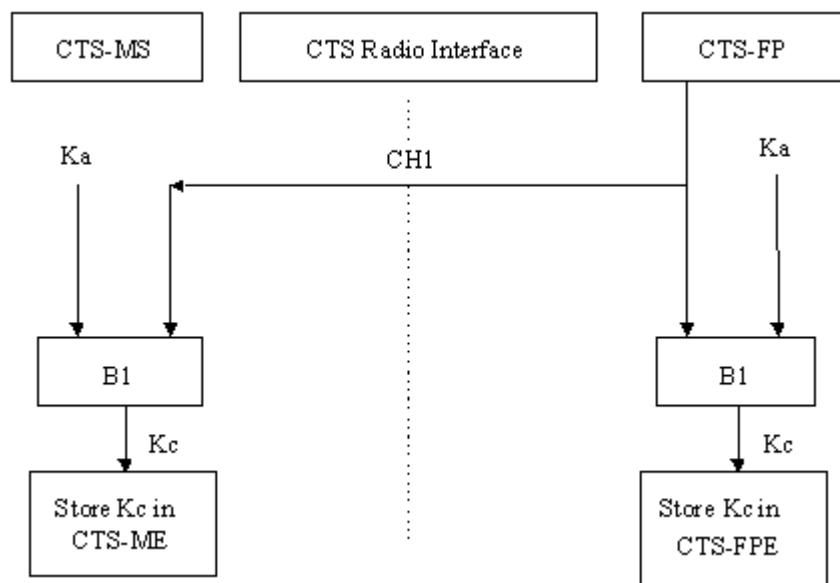 CTS-MS
CTS Radio Interface
CTS-FP
Ka
CH1
Ka
B1
B1
Kc
Kc
Store Kc in
CTS-ME
Store Kc in
CTS-FPE